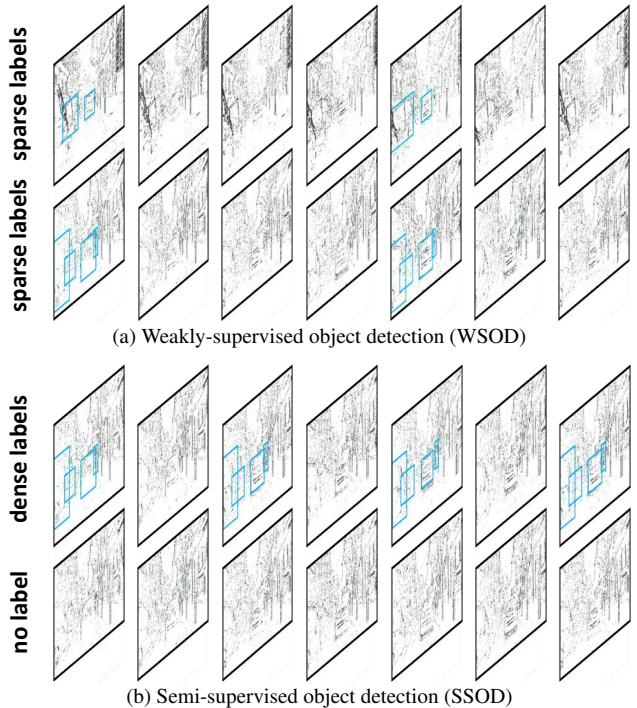 sparse labels
sparse labels
(a) Weakly-supervised object detection (WSOD)
dense labels
no label
(b) Semi-supervised object detection (SSOD)